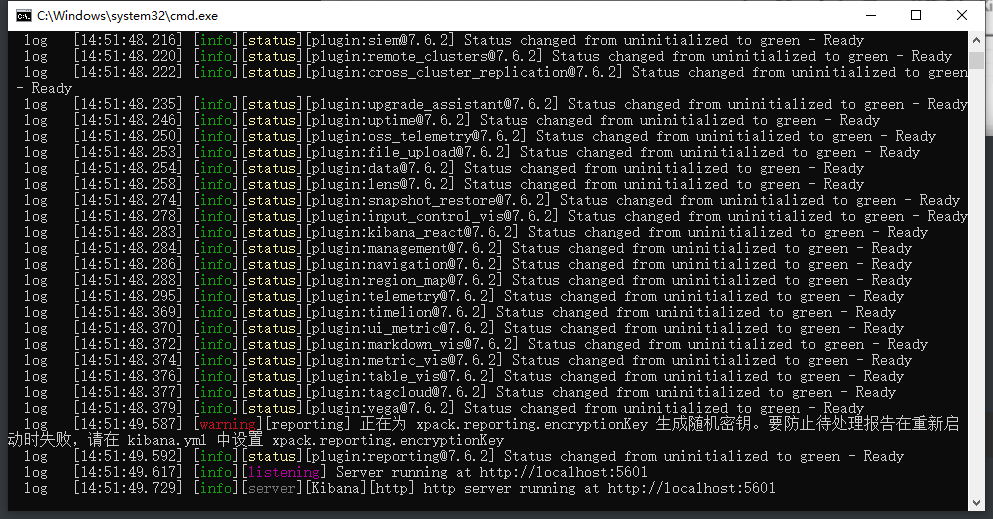 C:\Windows\system32\cmd.exe
log [14:51:48.216] [info][status][plugin:siem@7.6.2] Status changed from uninitialized to green - Ready
log [14:51:48.220] [info][status][plugin:remote_clusters@7.6.2] Status changed from uninitialized to green - Ready
log [14:51:48.222] [info][status][plugin:cross_cluster_replication@7.6.2] Status changed from uninitialized to green
- Ready
log [14:51:48.235] [info][status][plugin:upgrade_assistant@7.6.2] Status changed from uninitialized to green - Ready
log [14:51:48.246] [info][status][plugin:uptime@7.6.2] Status changed from uninitialized to green - Ready
log [14:51:48.250] [info][status][plugin:oss_telemetry@7.6.2] Status changed from uninitialized to green - Ready
log [14:51:48.253] [info][status][plugin:file_upload@7.6.2] Status changed from uninitialized to green - Ready
log [14:51:48.254] [info][status][plugin:data@7.6.2] Status changed from uninitialized to green - Ready
log [14:51:48.258] [info][status][plugin:lens@7.6.2] Status changed from uninitialized to green - Ready
log [14:51:48.274] [info][status][plugin:snapshot_restore@7.6.2] Status changed from uninitialized to green - Ready
log [14:51:48.278] [info][status][plugin:input_control_vis@7.6.2] Status changed from uninitialized to green - Ready
log [14:51:48.283] [info][status][plugin:kibana_react@7.6.2] Status changed from uninitialized to green - Ready
log [14:51:48.284] [info][status][plugin:management@7.6.2] Status changed from uninitialized to green - Ready
log [14:51:48.286] [info][status][plugin:navigation@7.6.2] Status changed from uninitialized to green - Ready
log [14:51:48.288] [info][status][plugin:region_map@7.6.2] Status changed from uninitialized to green - Ready
log [14:51:48.295] [info][status][plugin:telemetry@7.6.2] Status changed from uninitialized to green - Ready
log [14:51:48.369] [info][status][plugin:timelion@7.6.2] Status changed from uninitialized to green - Ready
log [14:51:48.370] [info][status][plugin:ui_metric@7.6.2] Status changed from uninitialized to green - Ready
log [14:51:48.372] [info][status][plugin:markdown_vis@7.6.2] Status changed from uninitialized to green - Ready
log [14:51:48.374] [info][status][plugin:metric_vis@7.6.2] Status changed from uninitialized to green - Ready
log [14:51:48.376] [info][status][plugin:table_vis@7.6.2] Status changed from uninitialized to green - Ready
log [14:51:48.377] [info][status][plugin:tagcloud@7.6.2] Status changed from uninitialized to green - Ready
log [14:51:48.379] [info][status][plugin:vega@7.6.2] Status changed from uninitialized to green - Ready
log [14:51:49.587] [warning][reporting] 正在为 xpack.reporting.encryptionKey 生成随机密钥。要防止待处理报告在重新启
动时失败，请在 kibana.yml 中设置 xpack.reporting.encryptionKey
log [14:51:49.592] [info][status][plugin:reporting@7.6.2] Status changed from uninitialized to green - Ready
log [14:51:49.617] [info][listening] Server running at http://localhost:5601
log [14:51:49.729] [info][server][Kibana][http] http server running at http://localhost:5601